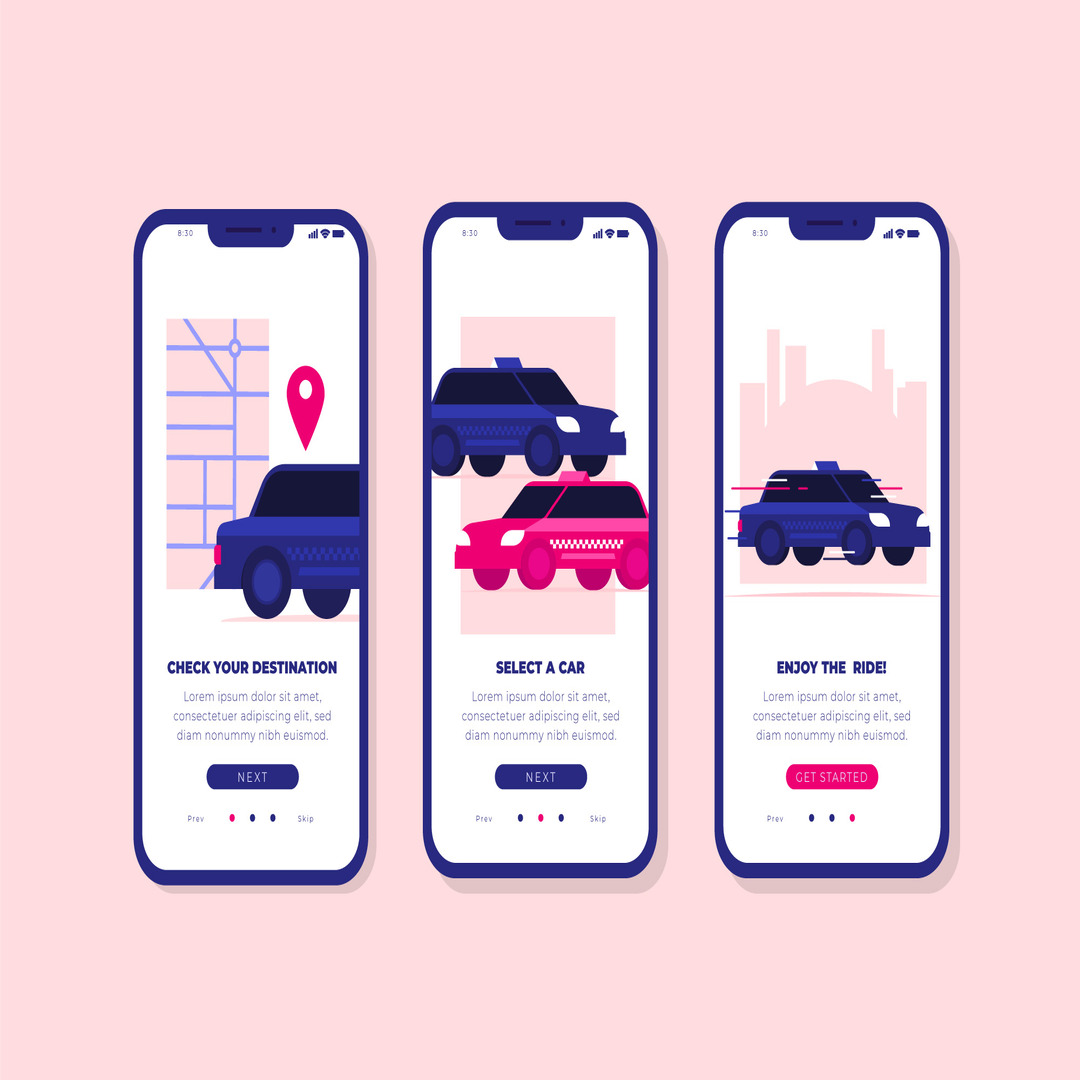 8:30
CHECK YOUR DESTINATION
Lorem ipsum dolor sit amet,
consectetuer adipiscing elit, sed
diam nonummy nibh euismod.
NEXT
Prev Skip
8:30
SELECT A CAR
Lorem ipsum dolor sit amet,
consectetuer adipiscing elit, sed
diam nonummy nibh euismod.
NEXT
Prev Skip
8:30
ENJOY THE RIDE!
Lorem ipsum dolor sit amet,
consectetuer adipiscing elit, sed
diam nonummy nibh euismod.
GET STARTED
Prev